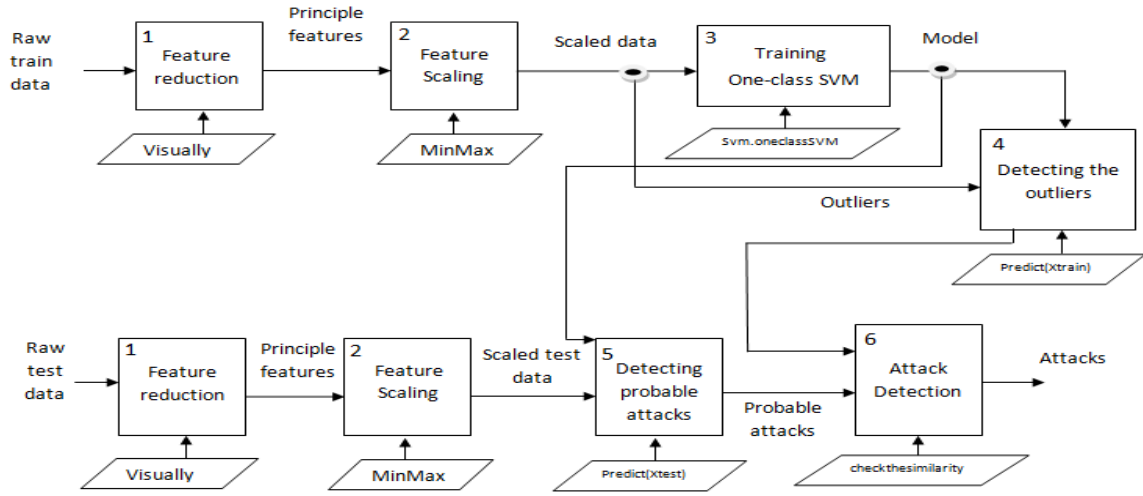 Raw
train
data
1
Feature
reduction
Visually
Principle
features
2
Feature
Scaling
MinMax
Scaled data
3
Training
One-class SVM
Svm.oneclassSVM
Model
4
Detecting the
outliers
Outliers
Predict(Xtrain)
Raw
test
data
1
Feature
reduction
Visually
Principle
features
2
Feature
Scaling
MinMax
Scaled test
data
5
Detecting
probable
attacks
Predict(Xtest)
Probable
attacks
6
Attack
Detection
checkthesimilarity
Attacks